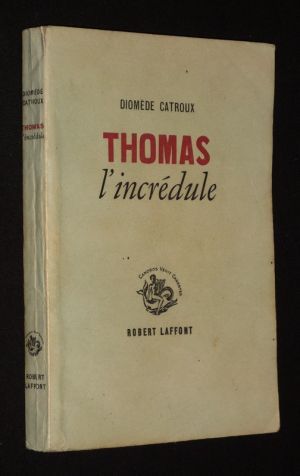 DIOMÈDE
CATROUX
THOMAS
l'incrédule
ROBERT
LAFFONT
DIOMÈDE CATROUX
THOMAS
l'incrédule
ROBERT LAFFONT